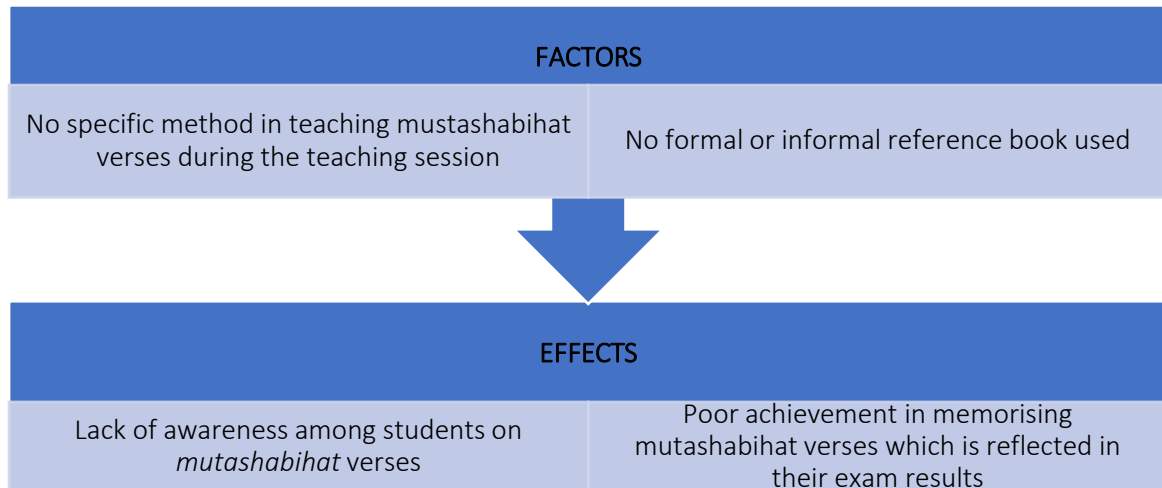 FACTORS
No specific method in teaching mustashabihat
verses during the teaching session
No formal or informal reference book used
EFFECTS
Lack of awareness among students on
mutashabihat verses
Poor achievement in memorising
mutashabihat verses which is reflected in
their exam results